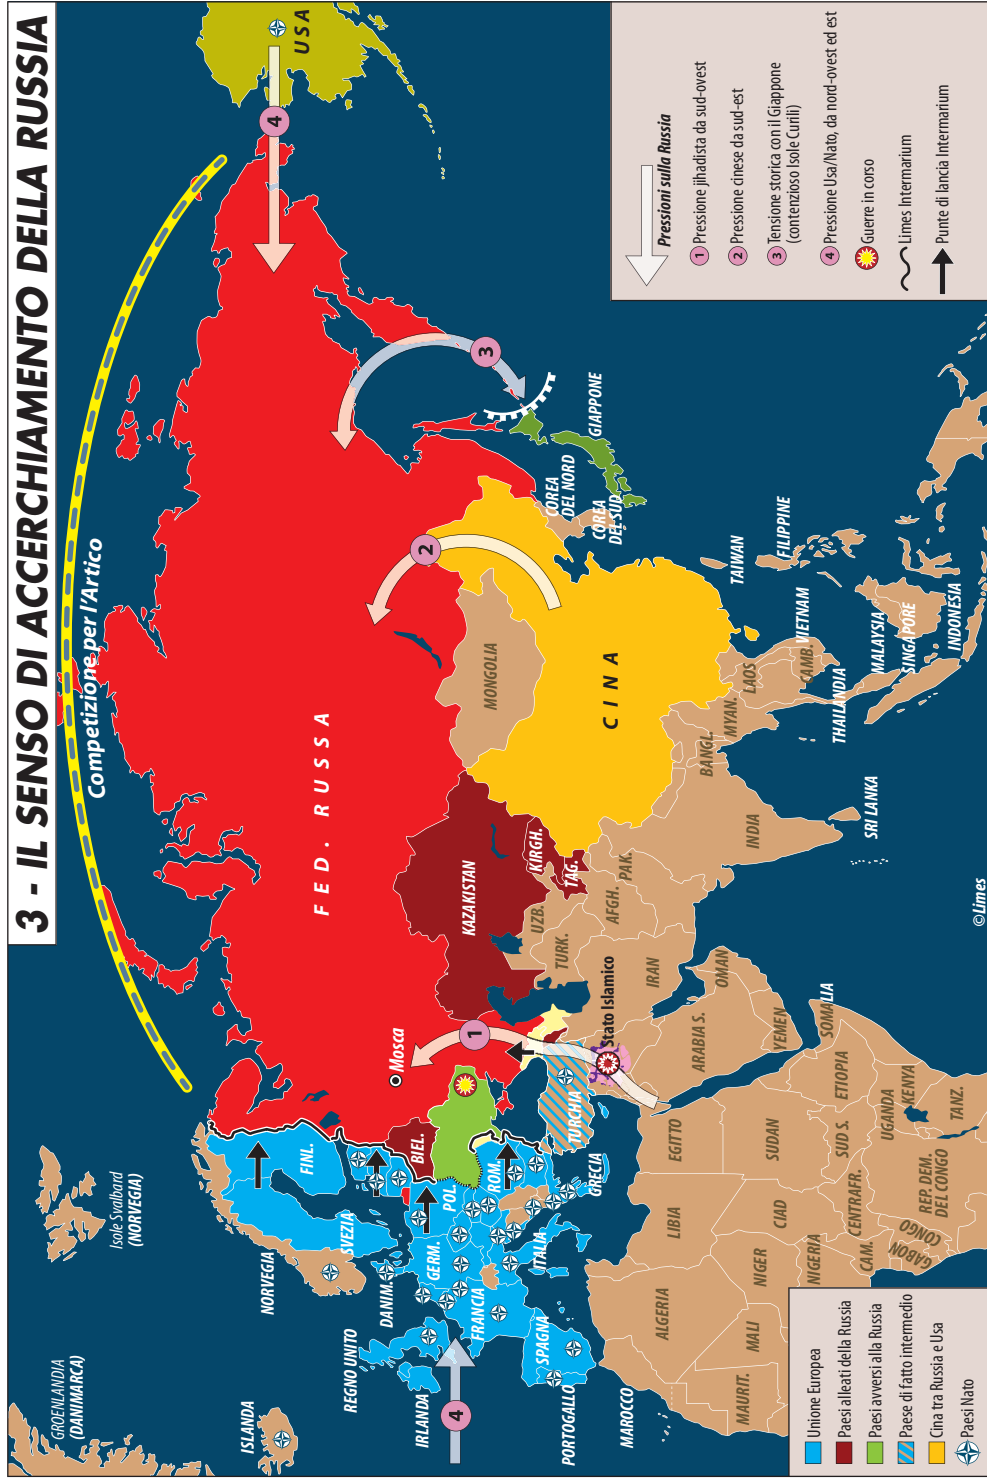 3 - IL SENSO DI ACCERCHIAMENTO DELLA RUSSIA
Competizione per l'Artico
USA
4
GROENLANDIA
(DANIMARCA)
Isole Svalbard
(NORVEGIA)
ISLANDA
NORVEGIA
SVEZIA
FINL.
DANIM.
REGNO UNITO
IRLANDA
4
GERM.
POL.
BIEL.
FRANCIA
SPAGNA
PORTOGALLO
ITALIA
ROM.
GRECIA
TURCHIA
Mosca
1
FED. RUSSA
KAZAKISTAN
KIRGH.
TAG.
UZB.
TURK.
AFGH.
PAK.
IRAN
Stato Islamico
MONGOLIA
CINA
2
3
COREA
DEL NORD
COREA
DEL SUD
GIAPPONE
TAIWAN
FILIPPINE
VIETNAM
LAOS
CAMB.
MYAN.
BANGL.
THAILANDIA
MALAYSIA
SINGAPORE
INDONESIA
INDIA
SRI LANKA
OMAN
YEMEN
ARABIA S.
MAROCCO
ALGERIA
LIBIA
EGITTO
MAURIT.
MALI
NIGER
CIAD
SUDAN
NIGERIA
CAM.
CENTRAFR.
SUD S.
ETIOPIA
SOMALIA
GABON
CONGO
REP. DEM.
DEL CONGO
UGANDA
KENYA
TANZ.
Pressioni sulla Russia
1 Pressione jihadista da sud-ovest
2 Pressione cinese da sud-est
3 Tensione storica con il Giappone
(contenzioso Isole Curili)
4 Pressione Usa/Nato, da nord-ovest ed est
Guerre in corso
Limes Intermarium
Punte di lancia Intermarium
Unione Europea
Paesi alleati della Russia
Paesi avversi alla Russia
Paese di fatto intermedio
Cina tra Russia e Usa
Paesi Nato
©Limes